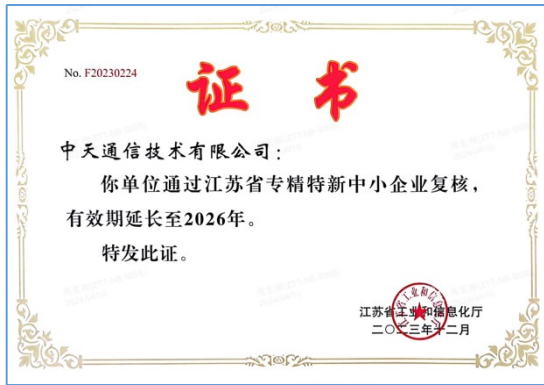 No. F20230224
证 书
中天通信技术有限公司：
你单位通过江苏省专精特新中小企业复核，
有效期延长至2026年。
特发此证。
江苏省工业和信息化厅
二〇二三年十二月